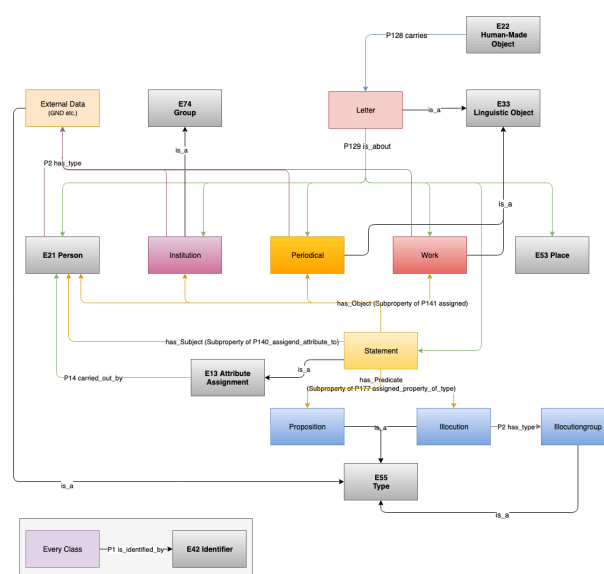 E22
Human-Made
Object
P128 carries
External Data
(GND etc.)
E74
Group
Letter
is_a
E33
Linguistic Object
P129 is_about
is_a
P2 has_type
is_a
E21 Person
Institution
Periodical
Work
E53 Place
has_Object (Subproperty of P141 assigned)
has_Subject (Subproperty of P140_assigend_attribute_to)
Statement
P14 carried_out_by
E13 Attribute
Assignment
is_a
has_Predicate
(Subproperty of P177 assigned_property_of_type)
Proposition
is_a
Illocution
P2 has_type
Illocutiongroup
is_a
E55
Type
is_a
Every Class
P1 is_identified_by
E42 Identifier